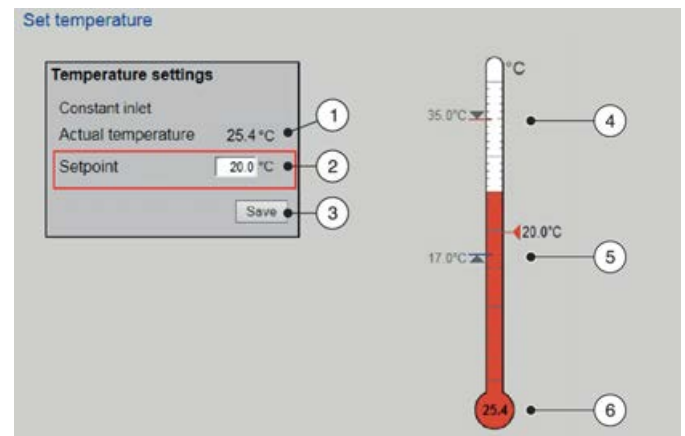 Set temperature
Temperature settings
Constant inlet
Actual temperature 25.4 °C
1
Setpoint 20.0 °C
2
Save
3
°C
35.0°C
4
20.0°C
17.0°C
5
25.4
6